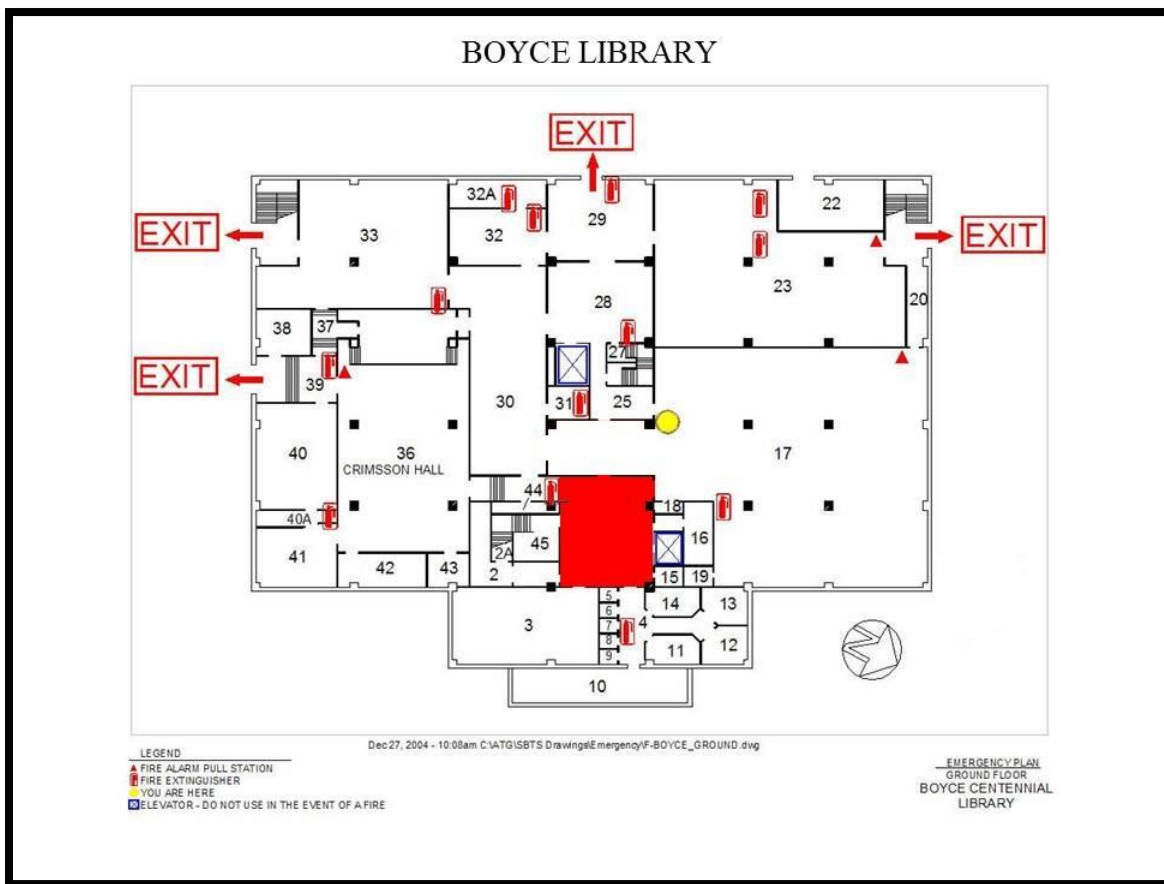 BOYCE LIBRARY
EXIT
EXIT
EXIT
EXIT
32A
32
33
29
22
23
20
28
38
37
27
39
31
25
30
40
36
CRIMSSON HALL
17
44
18
40A
16
45
2A
41
42
43
2
15
19
5
14
13
6
3
7
4
8
12
11
9
10
Dec 27, 2004 - 10:08am C:\ATG\SBTS Drawings\Emergency\F-BOYCE_GROUND.dwg
LEGEND
FIRE ALARM PULL STATION
FIRE EXTINGUISHER
YOU ARE HERE
ELEVATOR - DO NOT USE IN THE EVENT OF A FIRE
EMERGENCY PLAN
GROUND FLOOR
BOYCE CENTENNIAL
LIBRARY